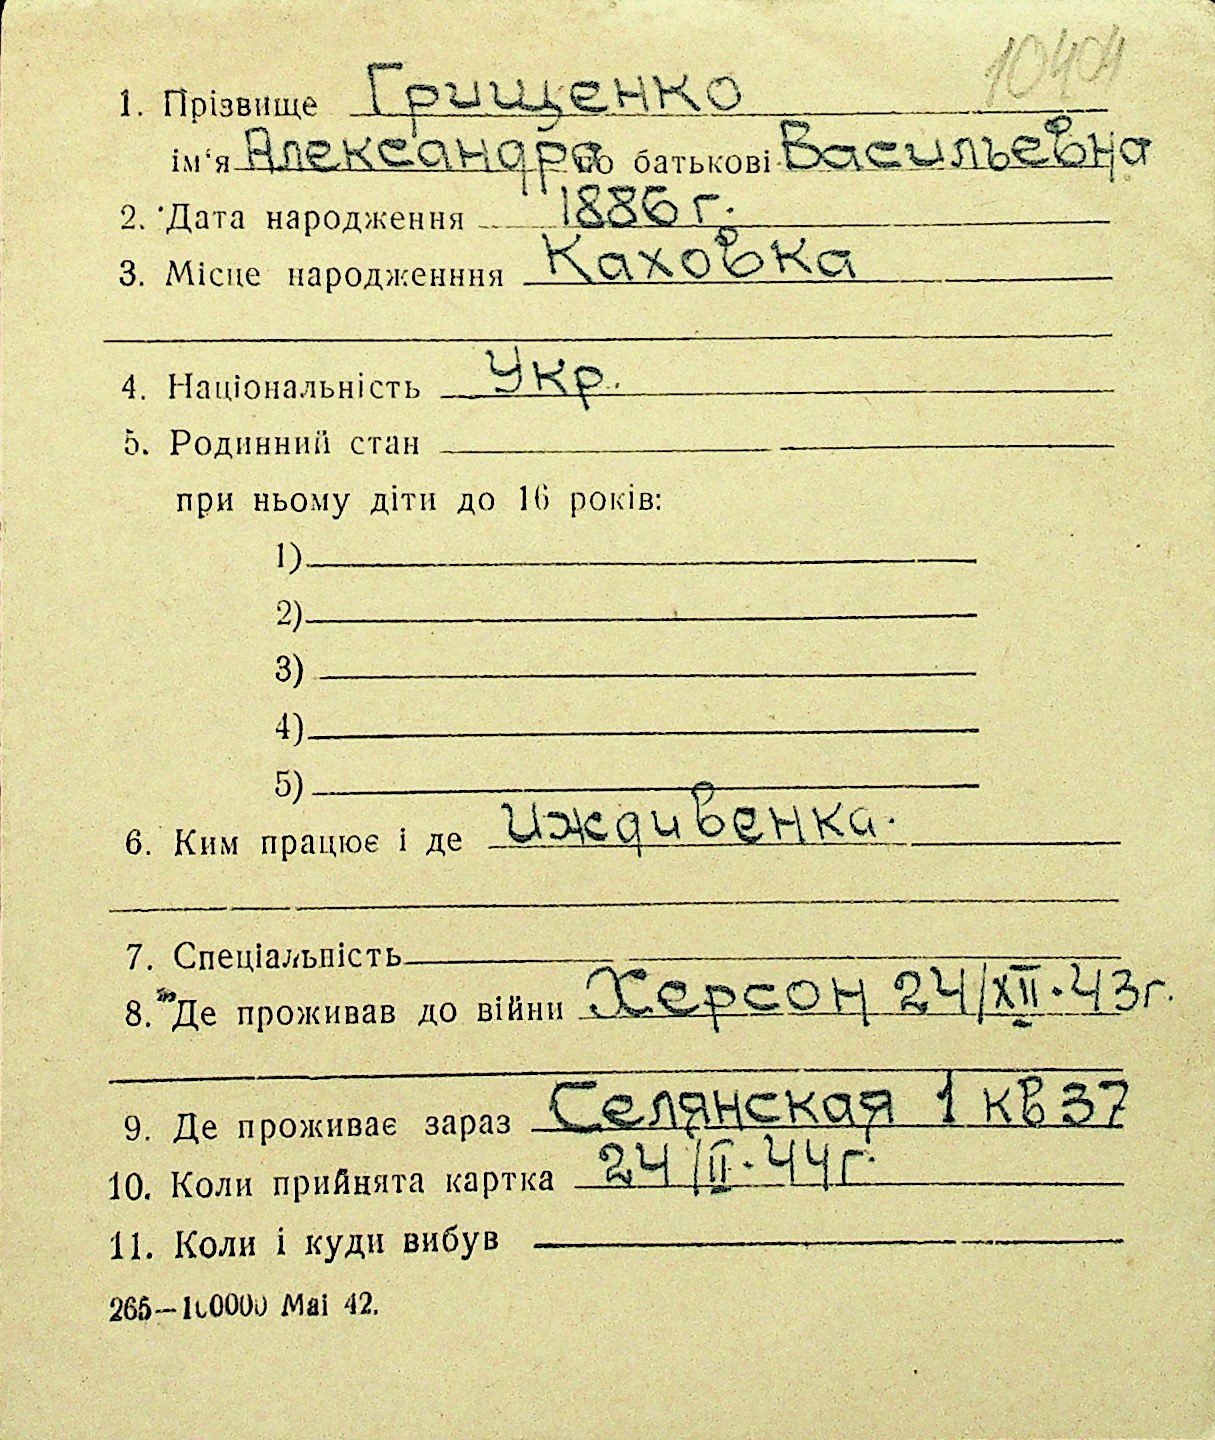 10404
1. Прізвище Грищенко
ім‘я Александра по батькові Васильевна
2. Дата народження 1886 г.
3. Місце народженння Каховка
4. Національність Укр.
5. Родинний стан
при ньому діти до 16 років:
1)
2)
3)
4)
5)
6. Ким працює і де иждивенка.
7. Спеціальність
8. Де проживав до війни Херсон 24/XII·43г.
9. Де проживає зараз Селянская 1 кв 37
10. Коли прийнята картка 24/II·44г.
11. Коли і куди вибув
265—100000 Mai 42.